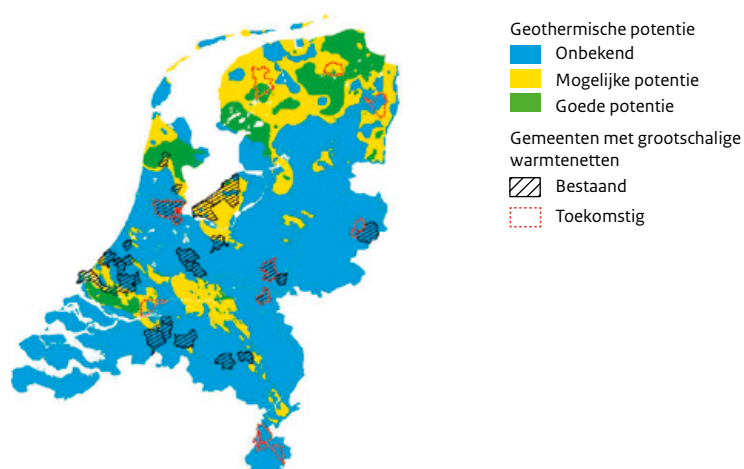 Geothermische potentie
Onbekend
Mogelijke potentie
Goede potentie
Gemeenten met grootschalige
warmtenetten
Bestaand
Toekomstig